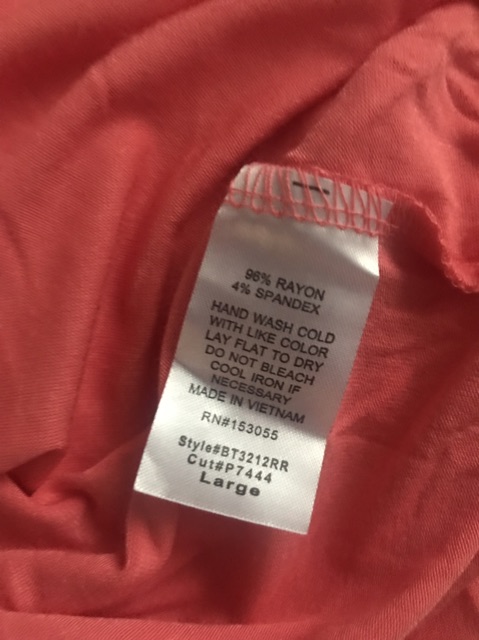 96% RAYON
4% SPANDEX
HAND WASH COLD
WITH LIKE COLOR
LAY FLAT TO DRY
DO NOT BLEACH
COOL IRON IF
NECESSARY
MADE IN VIETNAM
RN#153055
Style#BT3212RR
Cut#P7444
Large